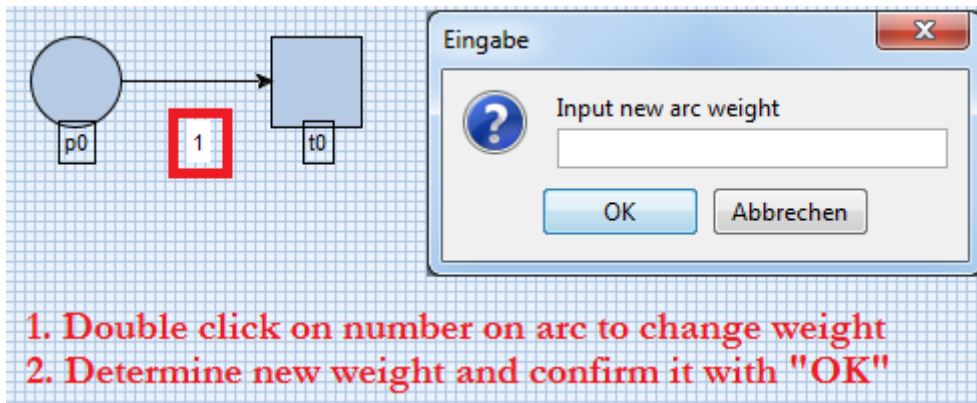 Eingabe
x
Input new arc weight
?
p0
1
t0
OK
Abbrechen
1. Double click on number on arc to change weight
2. Determine new weight and confirm it with "OK"